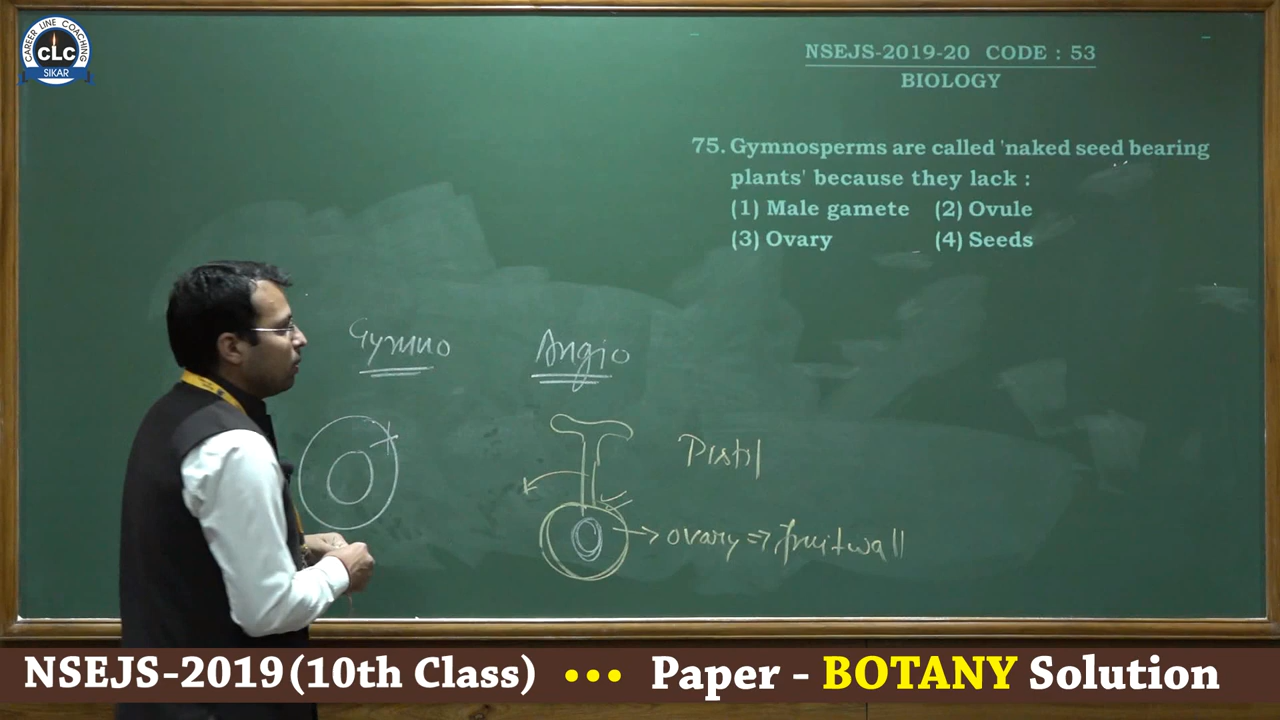 CAREER LINE COACHING
CLC
SIKAR
NSEJS-2019-20 CODE : 53
BIOLOGY
75. Gymnosperms are called 'naked seed bearing
plants' because they lack :
(1) Male gamete (2) Ovule
(3) Ovary (4) Seeds
Gymno Angio
Pistil
→ ovary ⇒ fruit wall
NSEJS-2019(10th Class) ••• Paper - BOTANY Solution